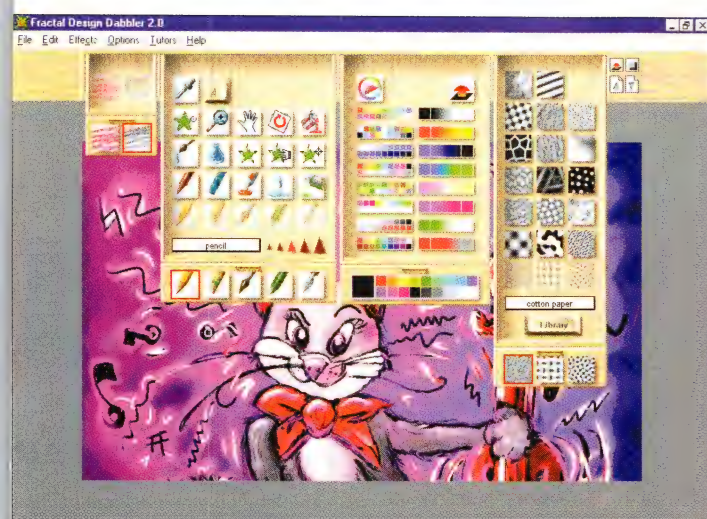 Fractal Design Dabbler 2.0
File Edit Effects Options Tutors Help
pencil
cotton paper
Library